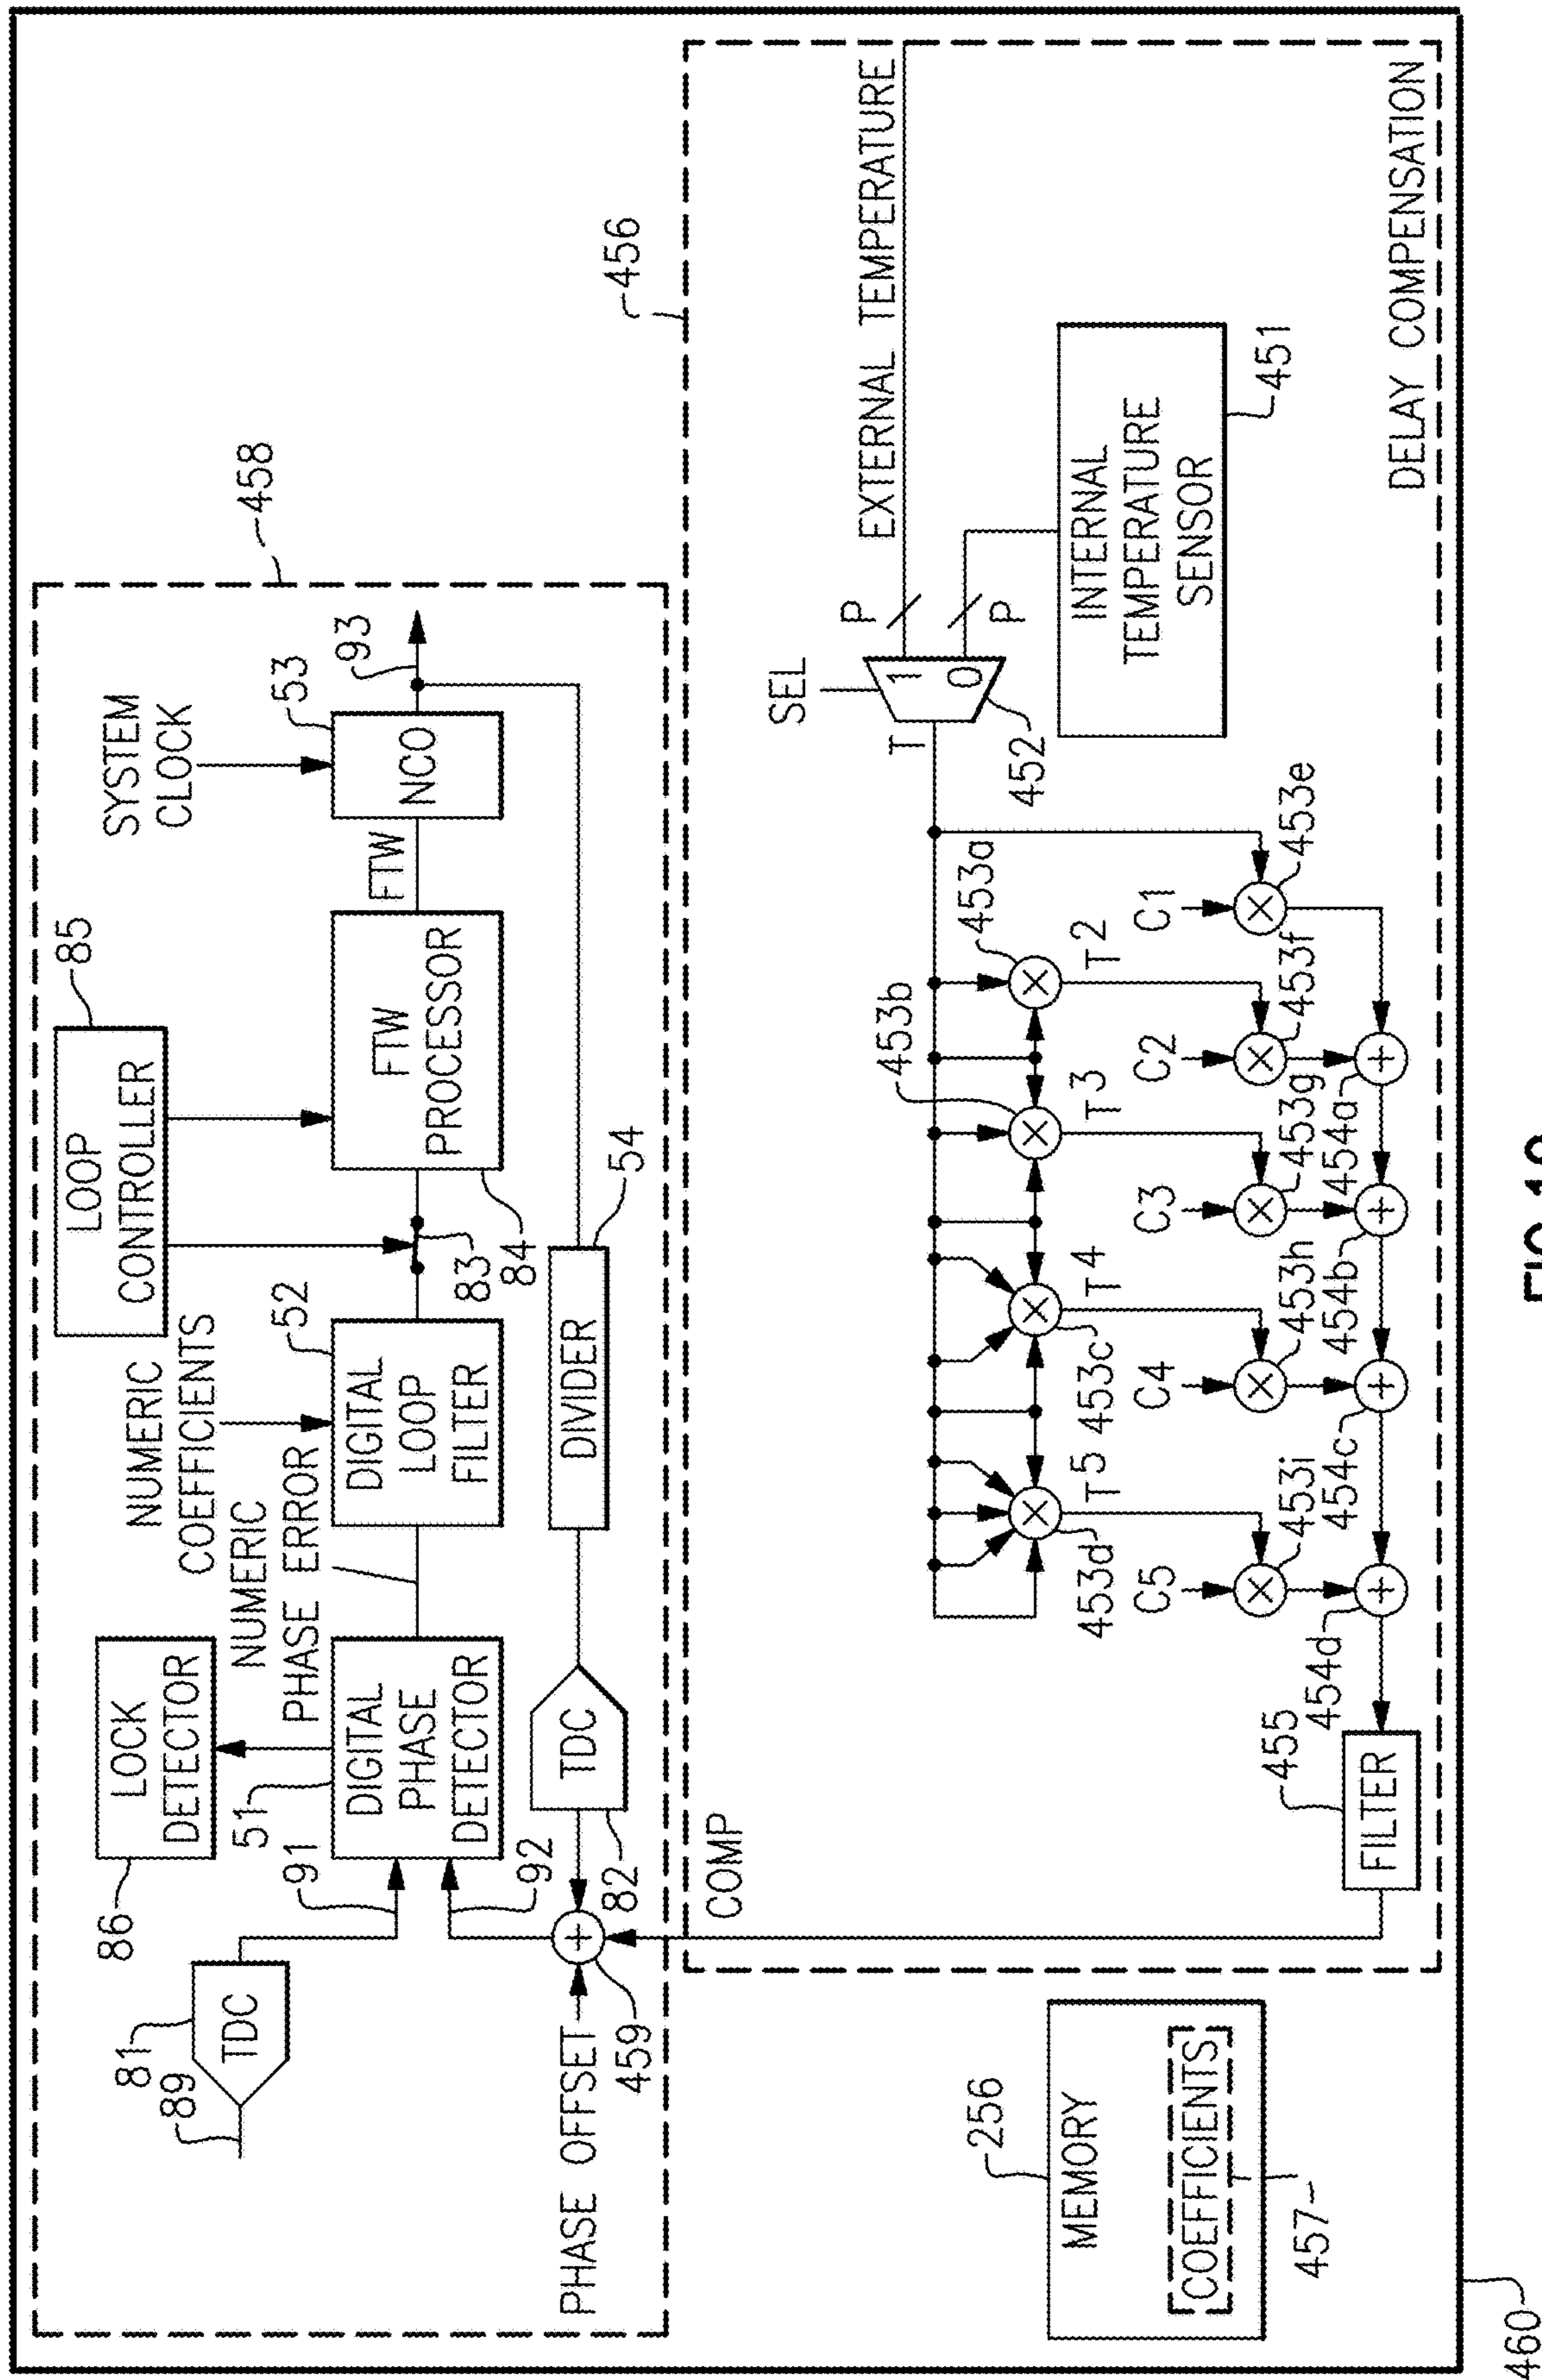 458
85
LOOP
CONTROLLER
SYSTEM
CLOCK
86
LOCK
DETECTOR
NUMERIC
COEFFICIENTS
NUMERIC
PHASE ERROR
81
89
TDC
51
91
DIGITAL
PHASE
DETECTOR
52
DIGITAL
LOOP
FILTER
83
84
FTW
PROCESSOR
FTW
53
NCO
93
92
PHASE OFFSET
459
82
TDC
DIVIDER
54
456
COMP
SEL
EXTERNAL TEMPERATURE
P
1
0
P
T
452
INTERNAL
TEMPERATURE
SENSOR
451
453b
453a
453d
453c
T5
T4
T3
T2
C5
C4
C3
C2
C1
453i
453h
453g
453f
453e
454d
454c
454b
454a
455
FILTER
DELAY COMPENSATION
256
MEMORY
COEFFICIENTS
457
460